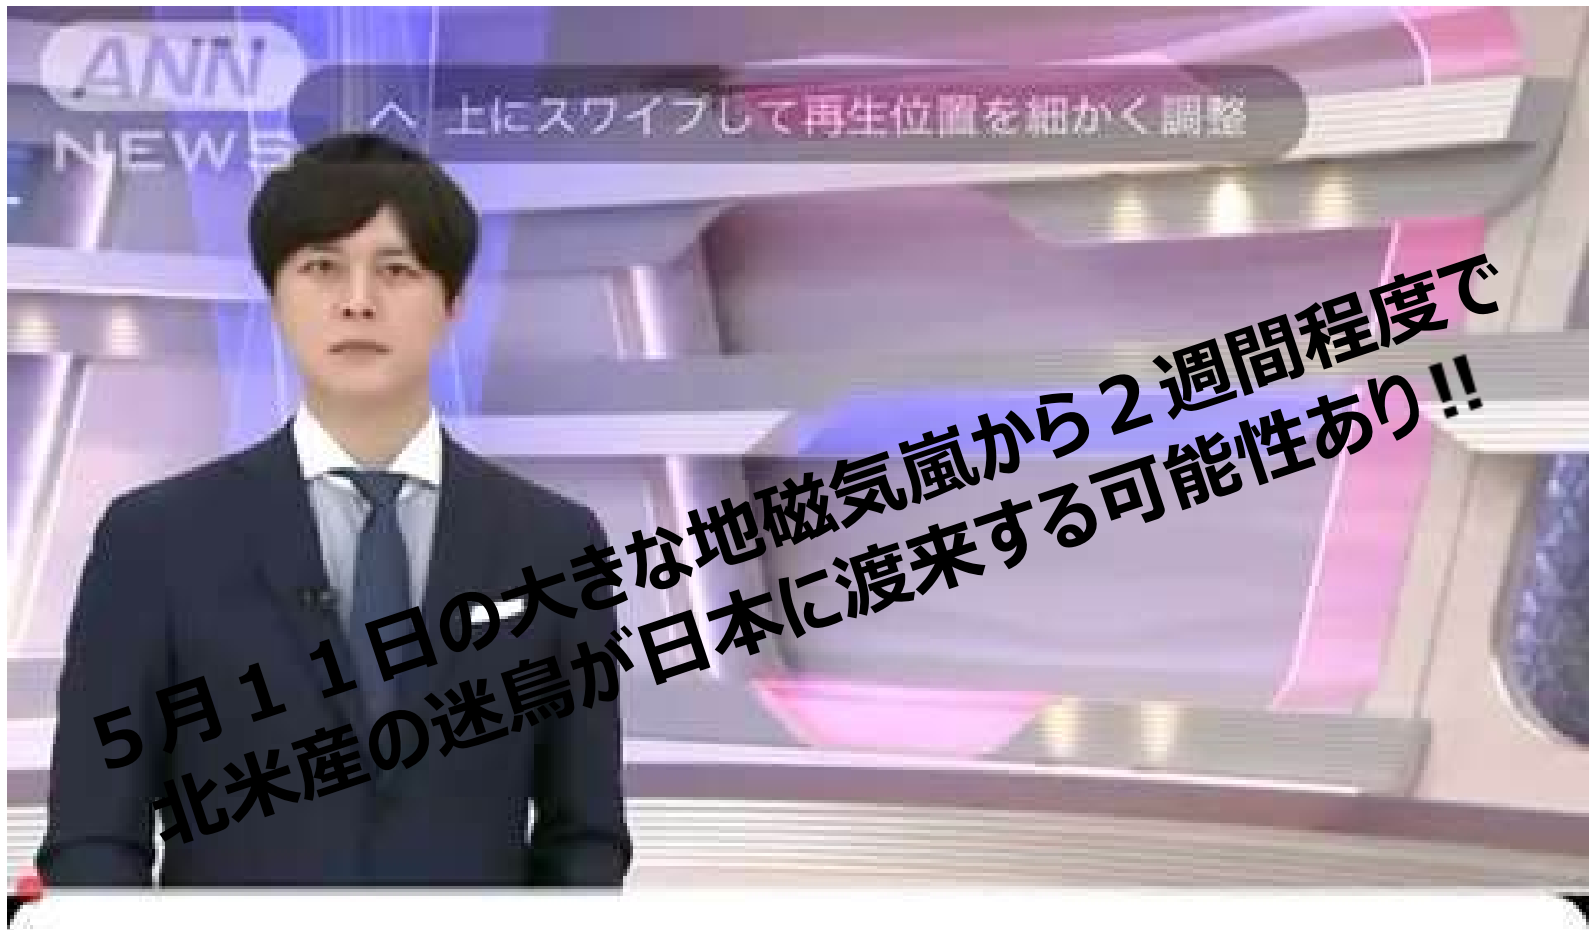 ANN
NEWS
へ 上にスワイプして再生位置を細かく調整
５月１１日の大きな地磁気嵐から２週間程度で
北米産の迷鳥が日本に渡来する可能性あり‼